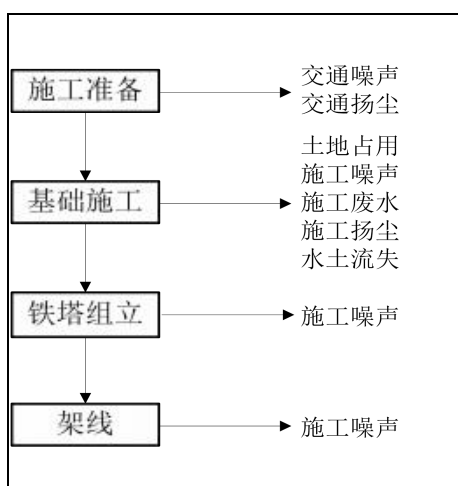 施工准备
交通噪声
交通扬尘
基础施工
土地占用
施工噪声
施工废水
施工扬尘
水土流失
铁塔组立
施工噪声
架线
施工噪声